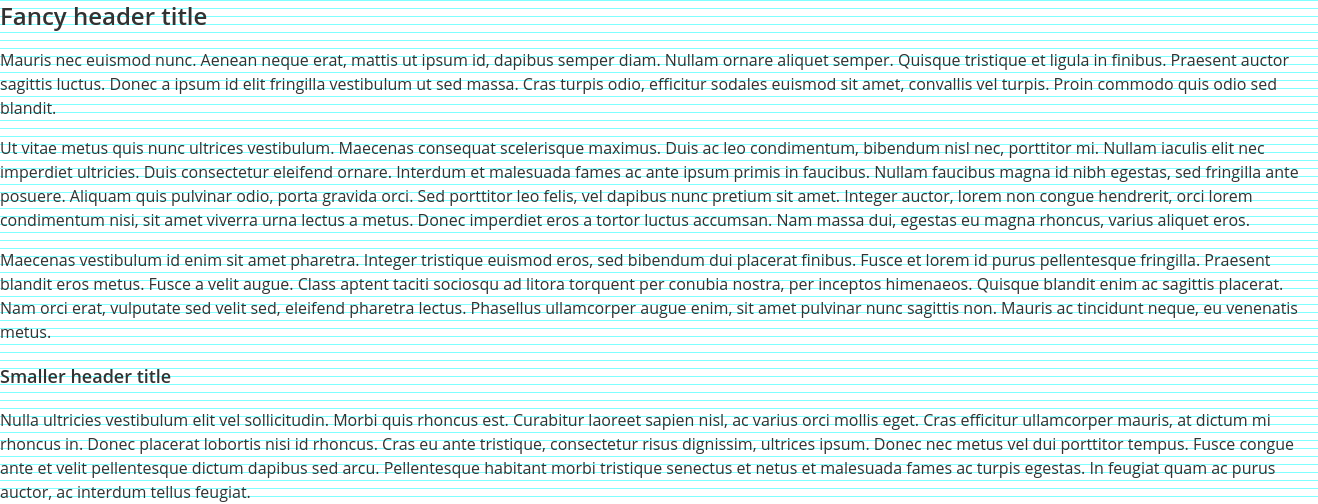 Fancy header title
Mauris nec euismod nunc. Aenean neque erat, mattis ut ipsum id, dapibus semper diam. Nullam ornare aliquet semper. Quisque tristique et ligula in finibus. Praesent auctor
sagittis luctus. Donec a ipsum id elit fringilla vestibulum ut sed massa. Cras turpis odio, efficitur sodales euismod sit amet, convallis vel turpis. Proin commodo quis odio sed
blandit.
Ut vitae metus quis nunc ultrices vestibulum. Maecenas consequat scelerisque maximus. Duis ac leo condimentum, bibendum nisl nec, porttitor mi. Nullam iaculis elit nec
imperdiet ultricies. Duis consectetur eleifend ornare. Interdum et malesuada fames ac ante ipsum primis in faucibus. Nullam faucibus magna id nibh egestas, sed fringilla ante
posuere. Aliquam quis pulvinar odio, porta gravida orci. Sed porttitor leo felis, vel dapibus nunc pretium sit amet. Integer auctor, lorem non congue hendrerit, orci lorem
condimentum nisi, sit amet viverra urna lectus a metus. Donec imperdiet eros a tortor luctus accumsan. Nam massa dui, egestas eu magna rhoncus, varius aliquet eros.
Maecenas vestibulum id enim sit amet pharetra. Integer tristique euismod eros, sed bibendum dui placerat finibus. Fusce et lorem id purus pellentesque fringilla. Praesent
blandit eros metus. Fusce a velit augue. Class aptent taciti sociosqu ad litora torquent per conubia nostra, per inceptos himenaeos. Quisque blandit enim ac sagittis placerat.
Nam orci erat, vulputate sed velit sed, eleifend pharetra lectus. Phasellus ullamcorper augue enim, sit amet pulvinar nunc sagittis non. Mauris ac tincidunt neque, eu venenatis
metus.
Smaller header title
Nulla ultricies vestibulum elit vel sollicitudin. Morbi quis rhoncus est. Curabitur laoreet sapien nisl, ac varius orci mollis eget. Cras efficitur ullamcorper mauris, at dictum mi
rhoncus in. Donec placerat lobortis nisi id rhoncus. Cras eu ante tristique, consectetur risus dignissim, ultrices ipsum. Donec nec metus vel dui porttitor tempus. Fusce congue
ante et velit pellentesque dictum dapibus sed arcu. Pellentesque habitant morbi tristique senectus et netus et malesuada fames ac turpis egestas. In feugiat quam ac purus
auctor, ac interdum tellus feugiat.